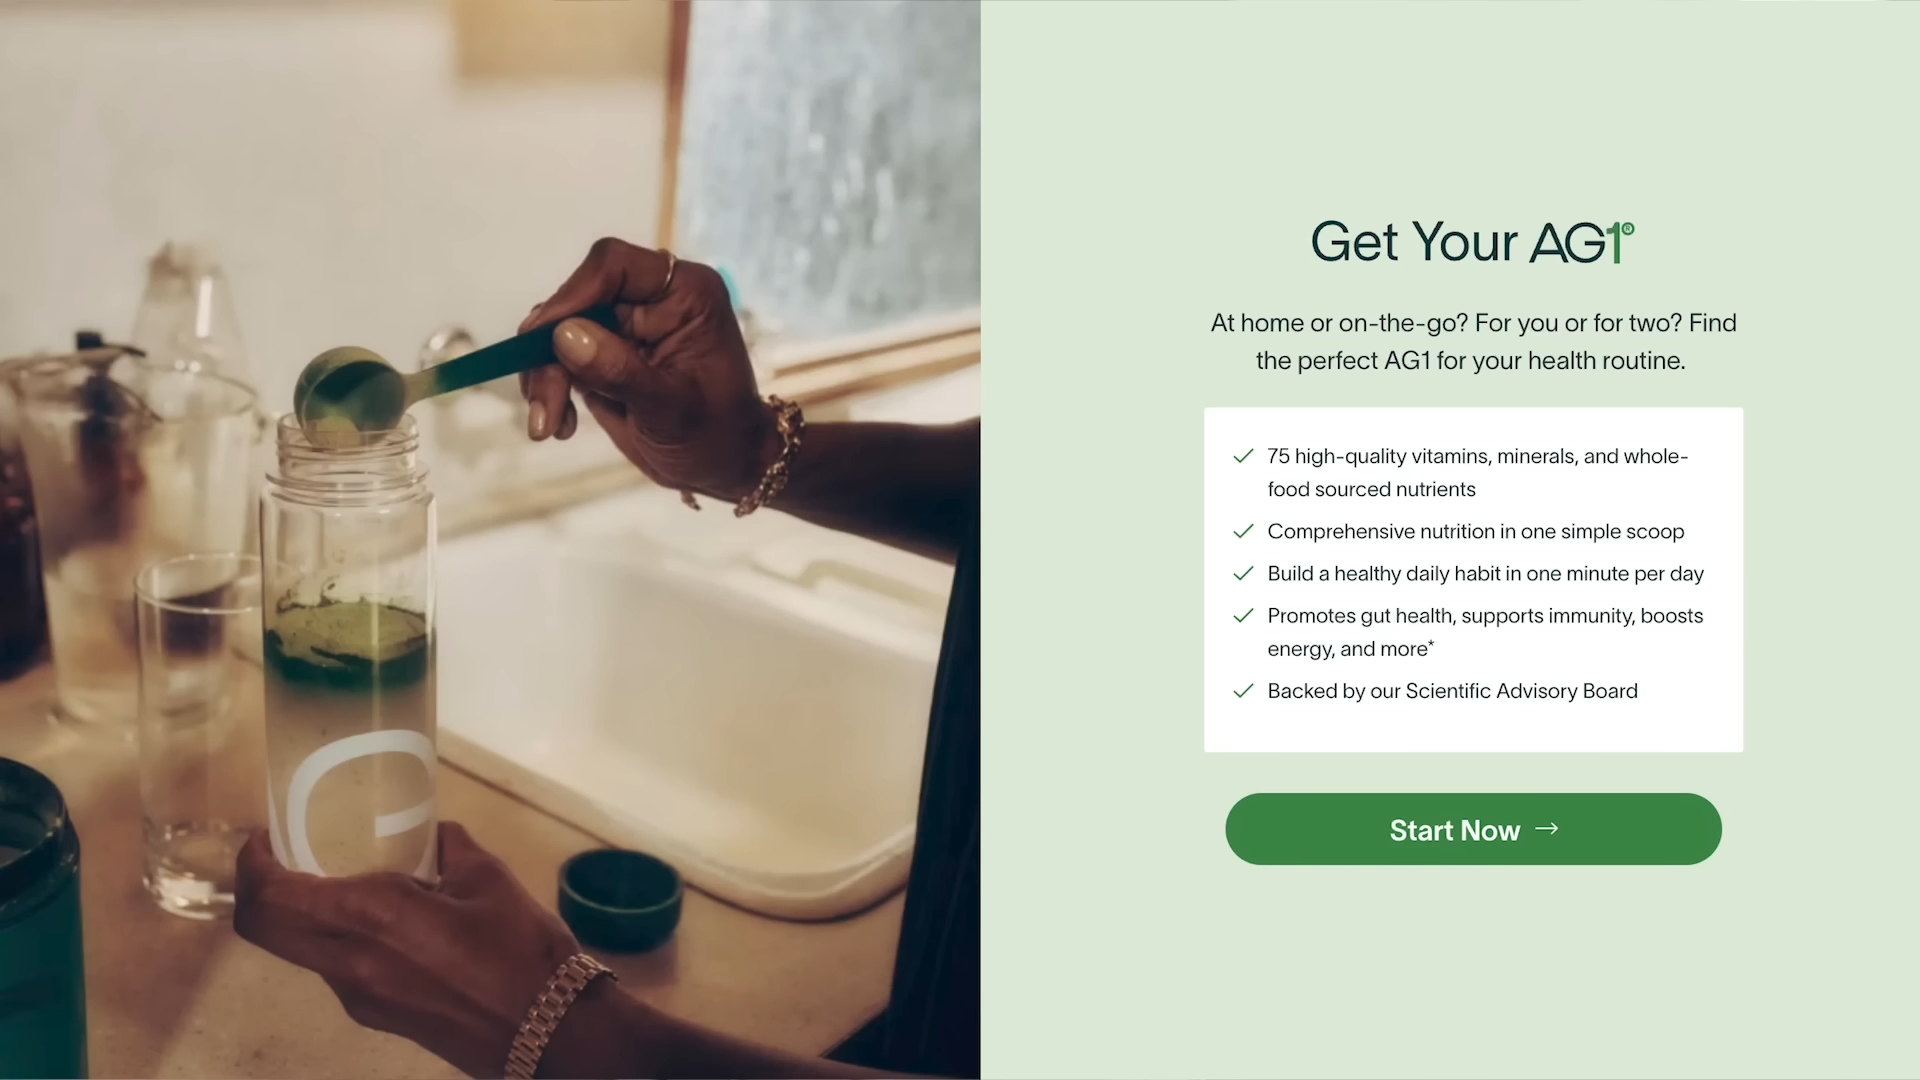 Get Your AG1®
At home or on-the-go? For you or for two? Find
the perfect AG1 for your health routine.
75 high-quality vitamins, minerals, and whole-
food sourced nutrients
Comprehensive nutrition in one simple scoop
Build a healthy daily habit in one minute per day
Promotes gut health, supports immunity, boosts
energy, and more*
Backed by our Scientific Advisory Board
Start Now →